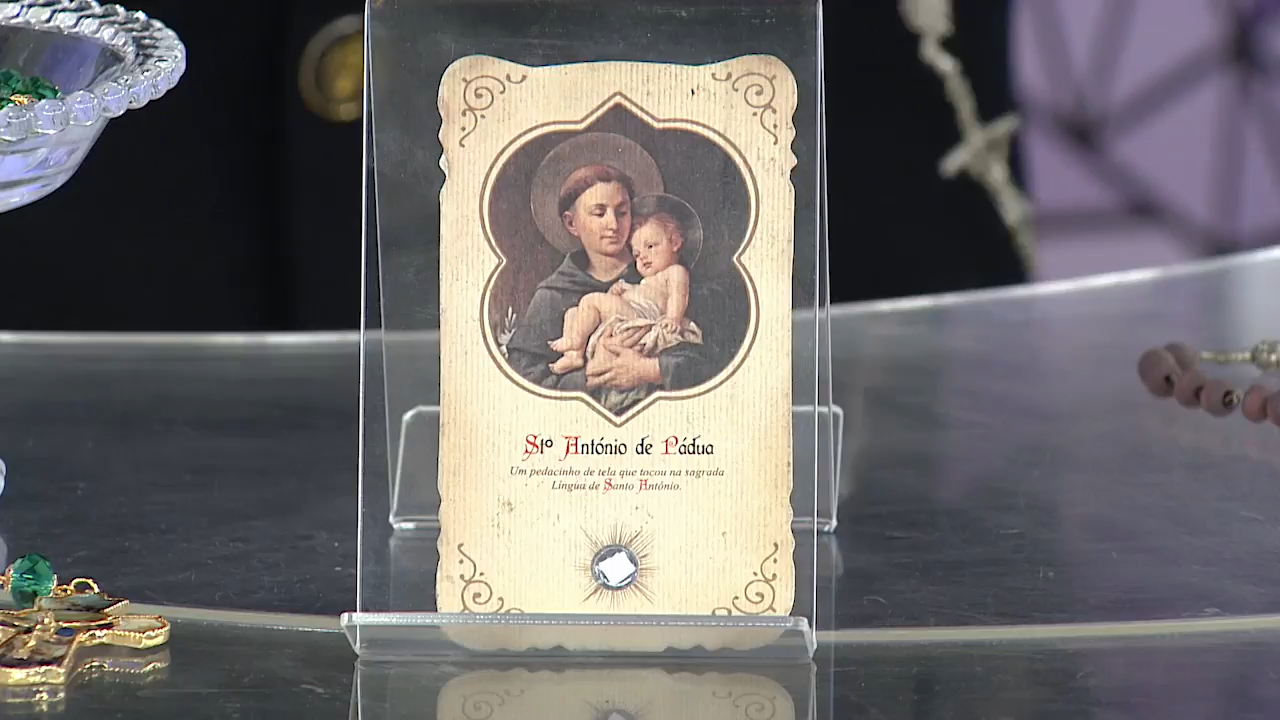 Stº António de Pádua
Um pedacinho de tela que tocou na sagrada
Língua de Santo António.